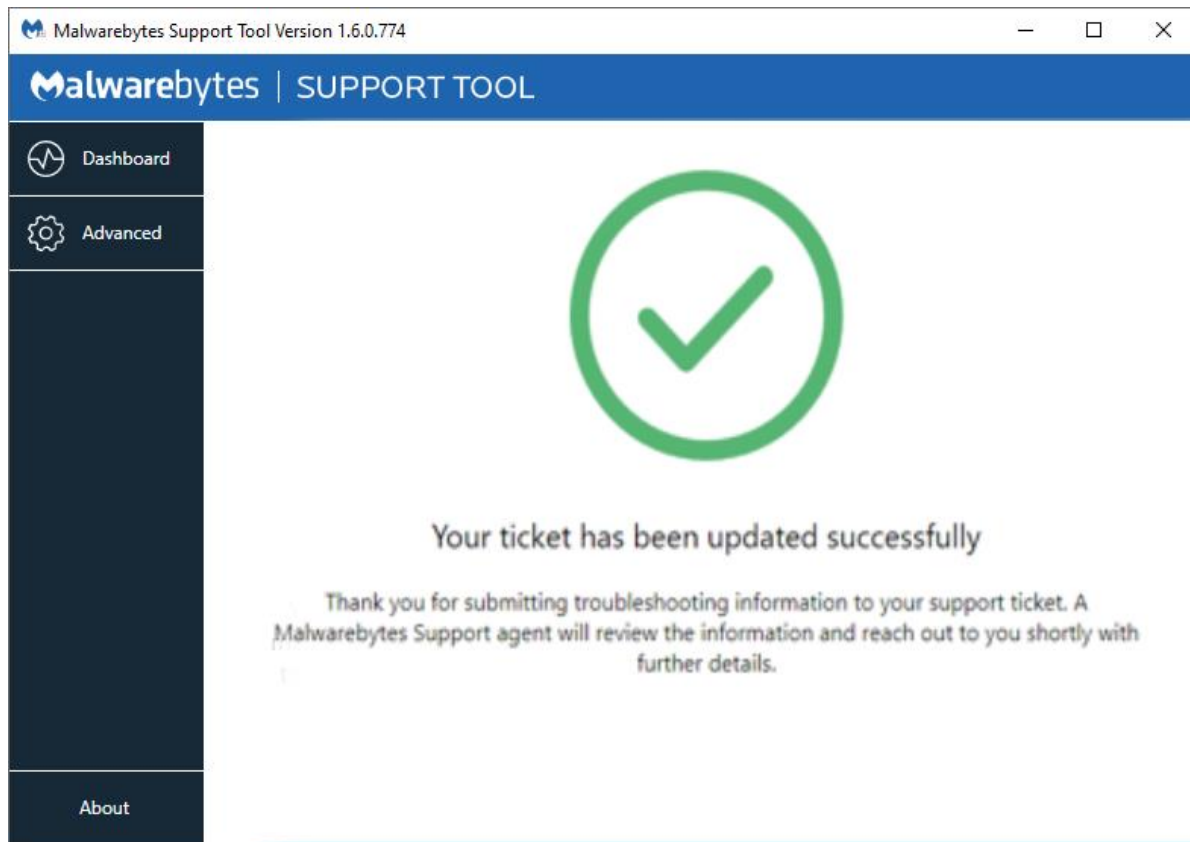 Malwarebytes Support Tool Version 1.6.0.774
Malwarebytes | SUPPORT TOOL
Dashboard
Advanced
Your ticket has been updated successfully
Thank you for submitting troubleshooting information to your support ticket. A
Malwarebytes Support agent will review the information and reach out to you shortly with
further details.
About